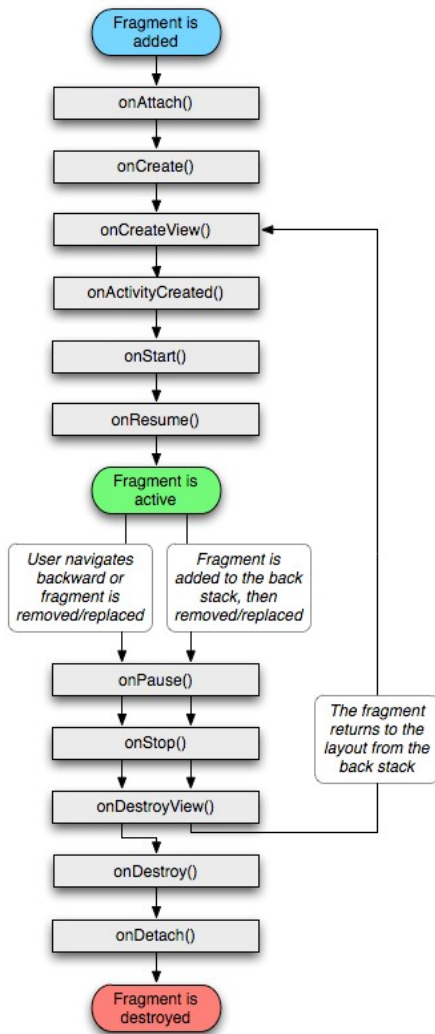 Fragment is
added
onAttach()
onCreate()
onCreateView()
onActivityCreated()
onStart()
onResume()
Fragment is
active
User navigates
backward or
fragment is
removed/replaced
Fragment is
added to the back
stack, then
removed/replaced
onPause()
onStop()
onDestroyView()
The fragment
returns to the
layout from the
back stack
onDestroy()
onDetach()
Fragment is
destroyed